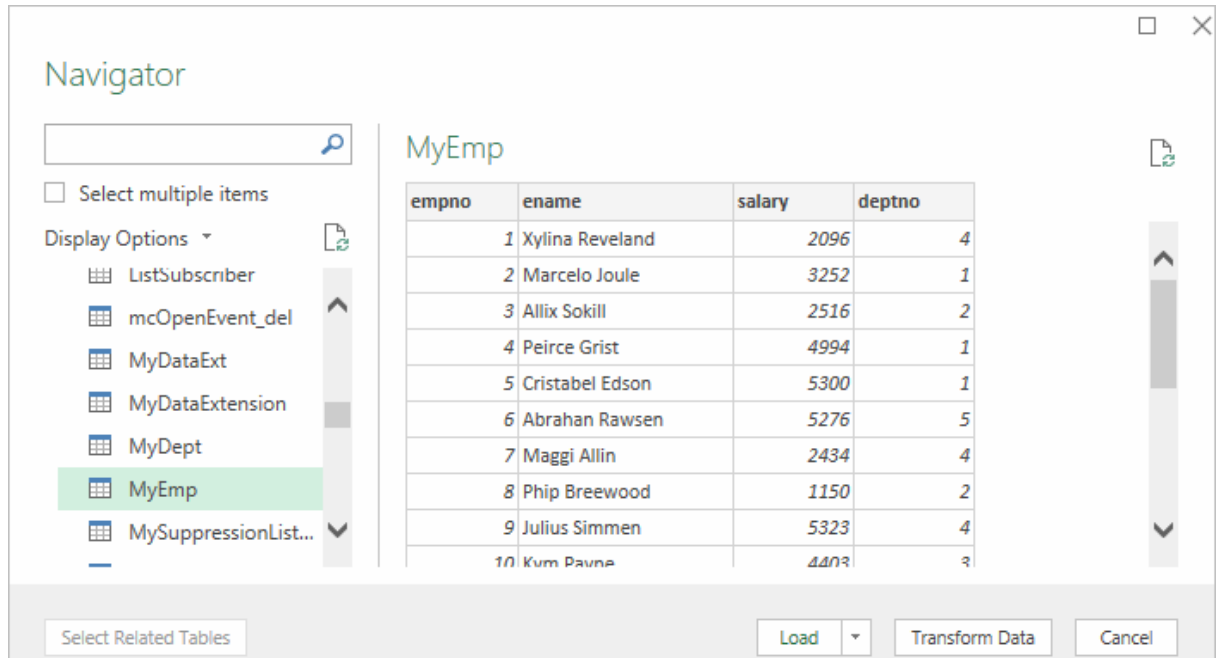 Navigator
Select multiple items
Display Options
ListSubscriber
mcOpenEvent_del
MyDataExt
MyDataExtension
MyDept
MyEmp
MySuppressionList...
MyEmp
empno ename salary deptno
1 Xylina Reveland 2096 4
2 Marcelo Joule 3252 1
3 Allix Sokill 2516 2
4 Peirce Grist 4994 1
5 Cristabel Edson 5300 1
6 Abrahan Rawsen 5276 5
7 Maggi Allin 2434 4
8 Phip Breewood 1150 2
9 Julius Simmen 5323 4
10 Kym Payne 4403 3
Select Related Tables
Load
Transform Data
Cancel